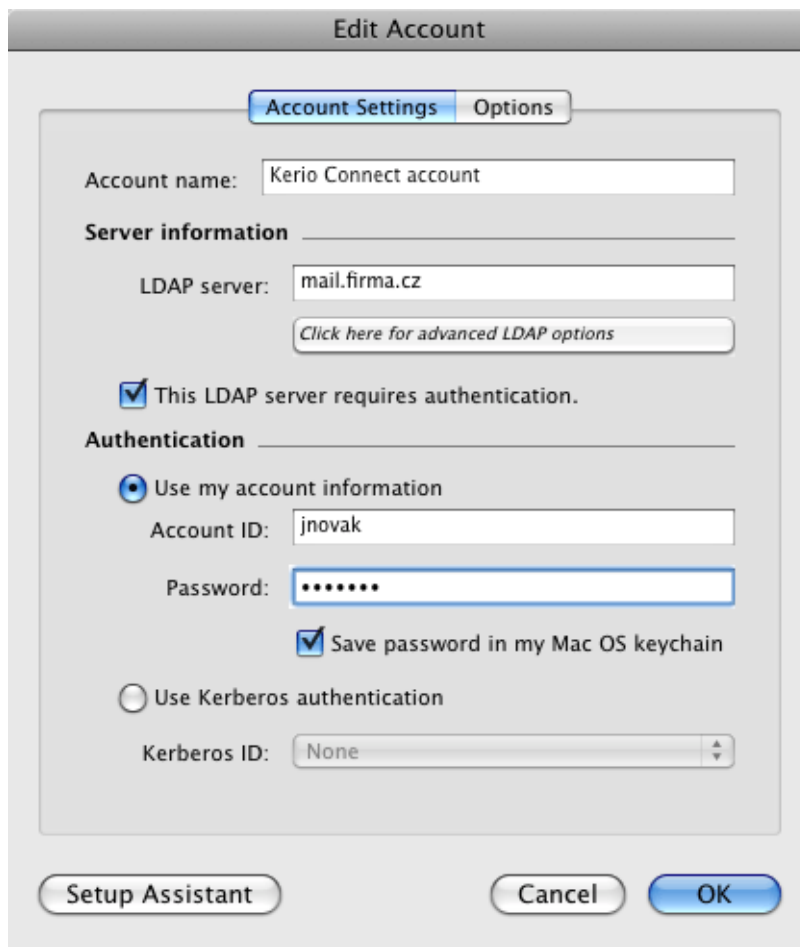 Edit Account
Account Settings Options
Account name: Kerio Connect account
Server information
LDAP server: mail.firma.cz
Click here for advanced LDAP options
This LDAP server requires authentication.
Authentication
Use my account information
Account ID: jnovak
Password: •••••••
Save password in my Mac OS keychain
Use Kerberos authentication
Kerberos ID: None
Setup Assistant Cancel OK